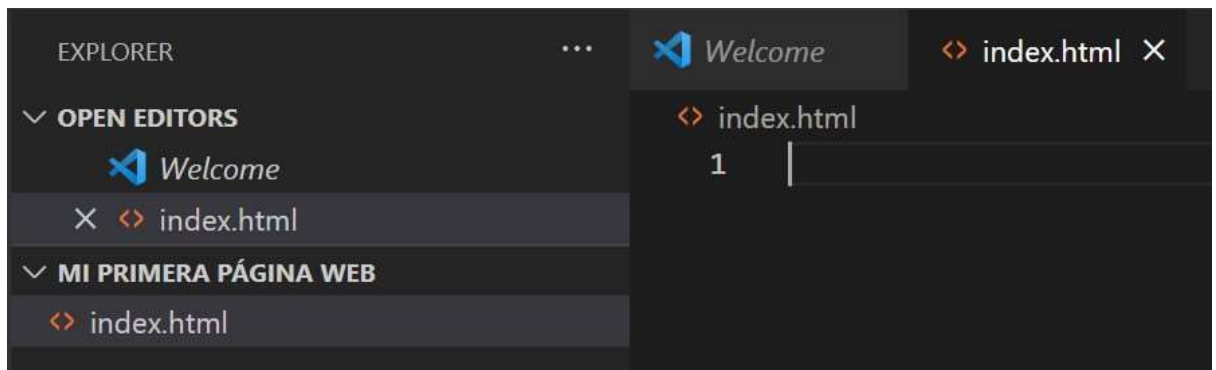 EXPLORER
OPEN EDITORS
Welcome
index.html
MI PRIMERA PÁGINA WEB
index.html
Welcome
index.html
index.html
1